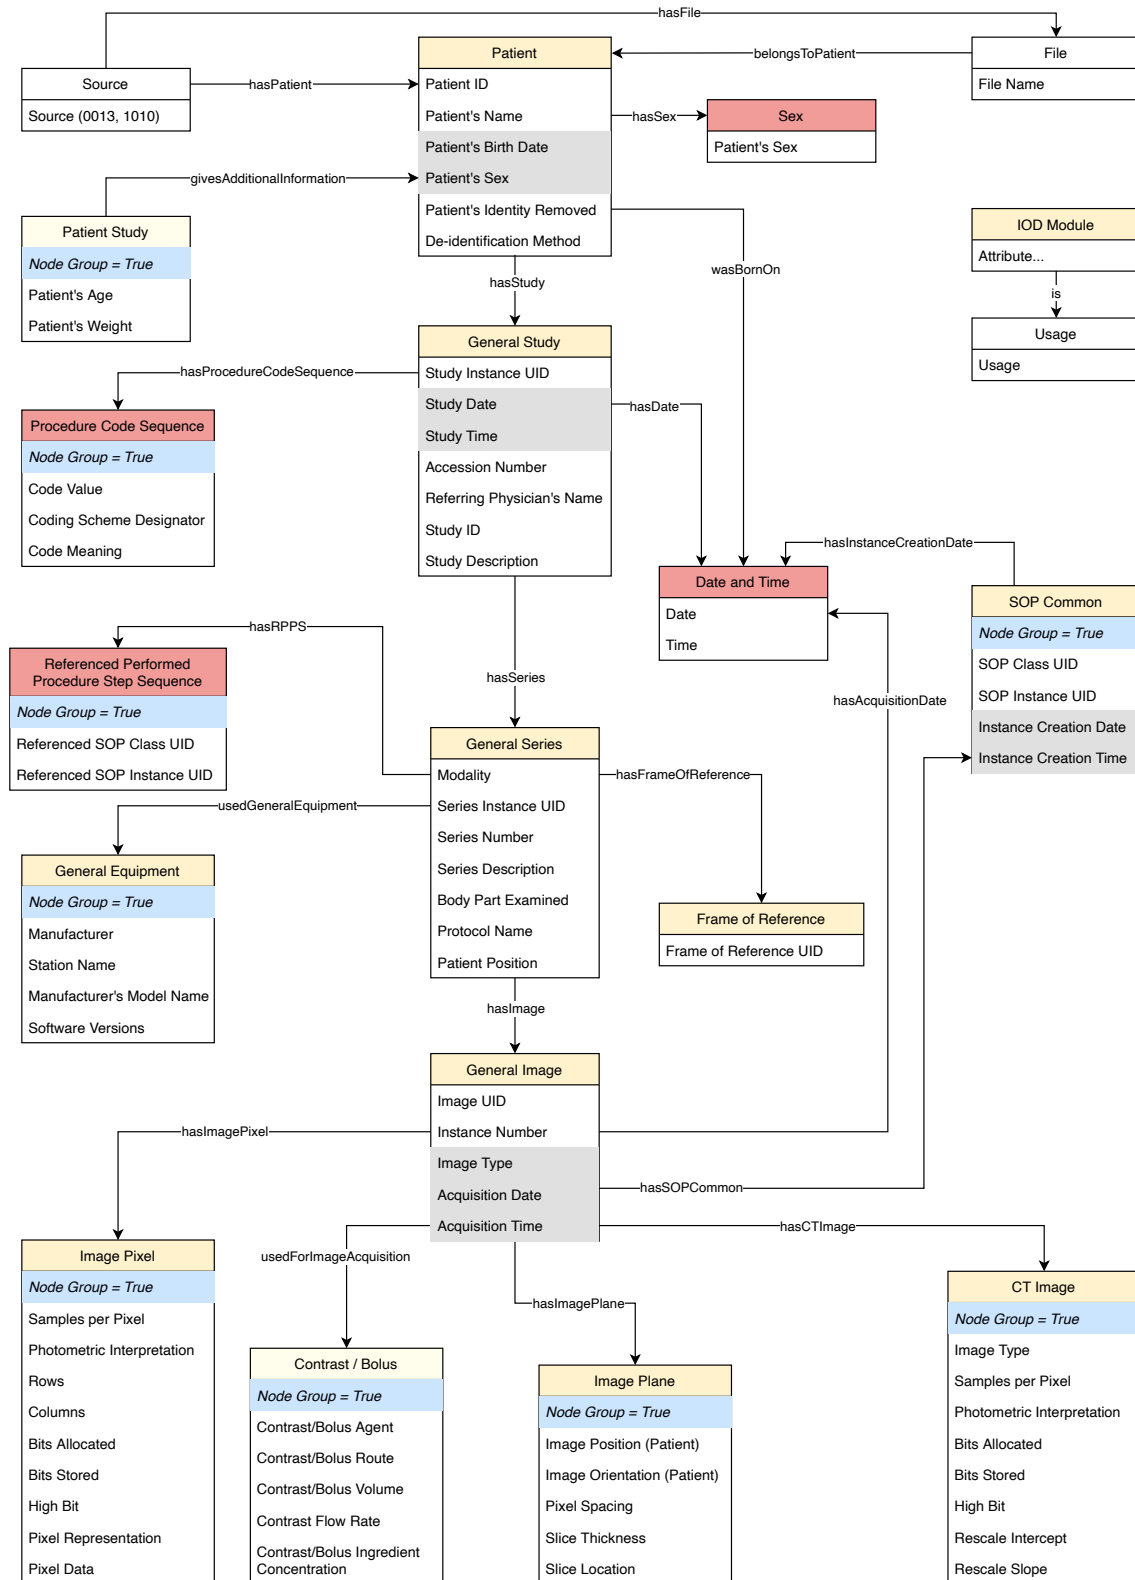 hasFile
Source
Source (0013, 1010)
hasPatient
Patient
Patient ID
Patient's Name
Patient's Birth Date
Patient's Sex
Patient's Identity Removed
De-identification Method
belongsToPatient
File
File Name
hasSex
Sex
Patient's Sex
givesAdditionalInformation
Patient Study
Node Group = True
Patient's Age
Patient's Weight
wasBornOn
IOD Module
Attribute...
is
Usage
Usage
hasStudy
General Study
Study Instance UID
Study Date
Study Time
Accession Number
Referring Physician's Name
Study ID
Study Description
hasProcedureCodeSequence
Procedure Code Sequence
Node Group = True
Code Value
Coding Scheme Designator
Code Meaning
hasDate
hasInstanceCreationDate
Date and Time
Date
Time
SOP Common
Node Group = True
SOP Class UID
SOP Instance UID
Instance Creation Date
Instance Creation Time
hasRPPS
Referenced Performed
Procedure Step Sequence
Node Group = True
Referenced SOP Class UID
Referenced SOP Instance UID
hasSeries
hasAcquisitionDate
General Series
Modality
Series Instance UID
Series Number
Series Description
Body Part Examined
Protocol Name
Patient Position
hasFrameOfReference
usedGeneralEquipment
General Equipment
Node Group = True
Manufacturer
Station Name
Manufacturer's Model Name
Software Versions
Frame of Reference
Frame of Reference UID
hasImage
General Image
Image UID
Instance Number
Image Type
Acquisition Date
Acquisition Time
hasImagePixel
hasSOPCommon
hasCTImage
usedForImageAcquisition
hasImagePlane
Image Pixel
Node Group = True
Samples per Pixel
Photometric Interpretation
Rows
Columns
Bits Allocated
Bits Stored
High Bit
Pixel Representation
Pixel Data
Contrast / Bolus
Node Group = True
Contrast/Bolus Agent
Contrast/Bolus Route
Contrast/Bolus Volume
Contrast Flow Rate
Contrast/Bolus Ingredient
Concentration
Image Plane
Node Group = True
Image Position (Patient)
Image Orientation (Patient)
Pixel Spacing
Slice Thickness
Slice Location
CT Image
Node Group = True
Image Type
Samples per Pixel
Photometric Interpretation
Bits Allocated
Bits Stored
High Bit
Rescale Intercept
Rescale Slope